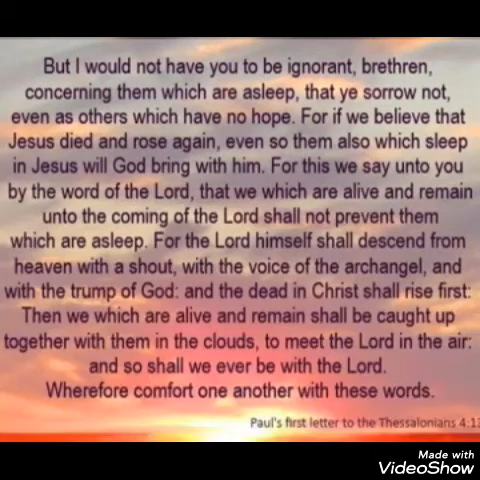 But I would not have you to be ignorant, brethren,
concerning them which are asleep, that ye sorrow not,
even as others which have no hope. For if we believe that
Jesus died and rose again, even so them also which sleep
in Jesus will God bring with him. For this we say unto you
by the word of the Lord, that we which are alive and remain
unto the coming of the Lord shall not prevent them
which are asleep. For the Lord himself shall descend from
heaven with a shout, with the voice of the archangel, and
with the trump of God: and the dead in Christ shall rise first:
Then we which are alive and remain shall be caught up
together with them in the clouds, to meet the Lord in the air:
and so shall we ever be with the Lord.
Wherefore comfort one another with these words.
Paul's first letter to the Thessalonians 4:13
Made with
VideoShow